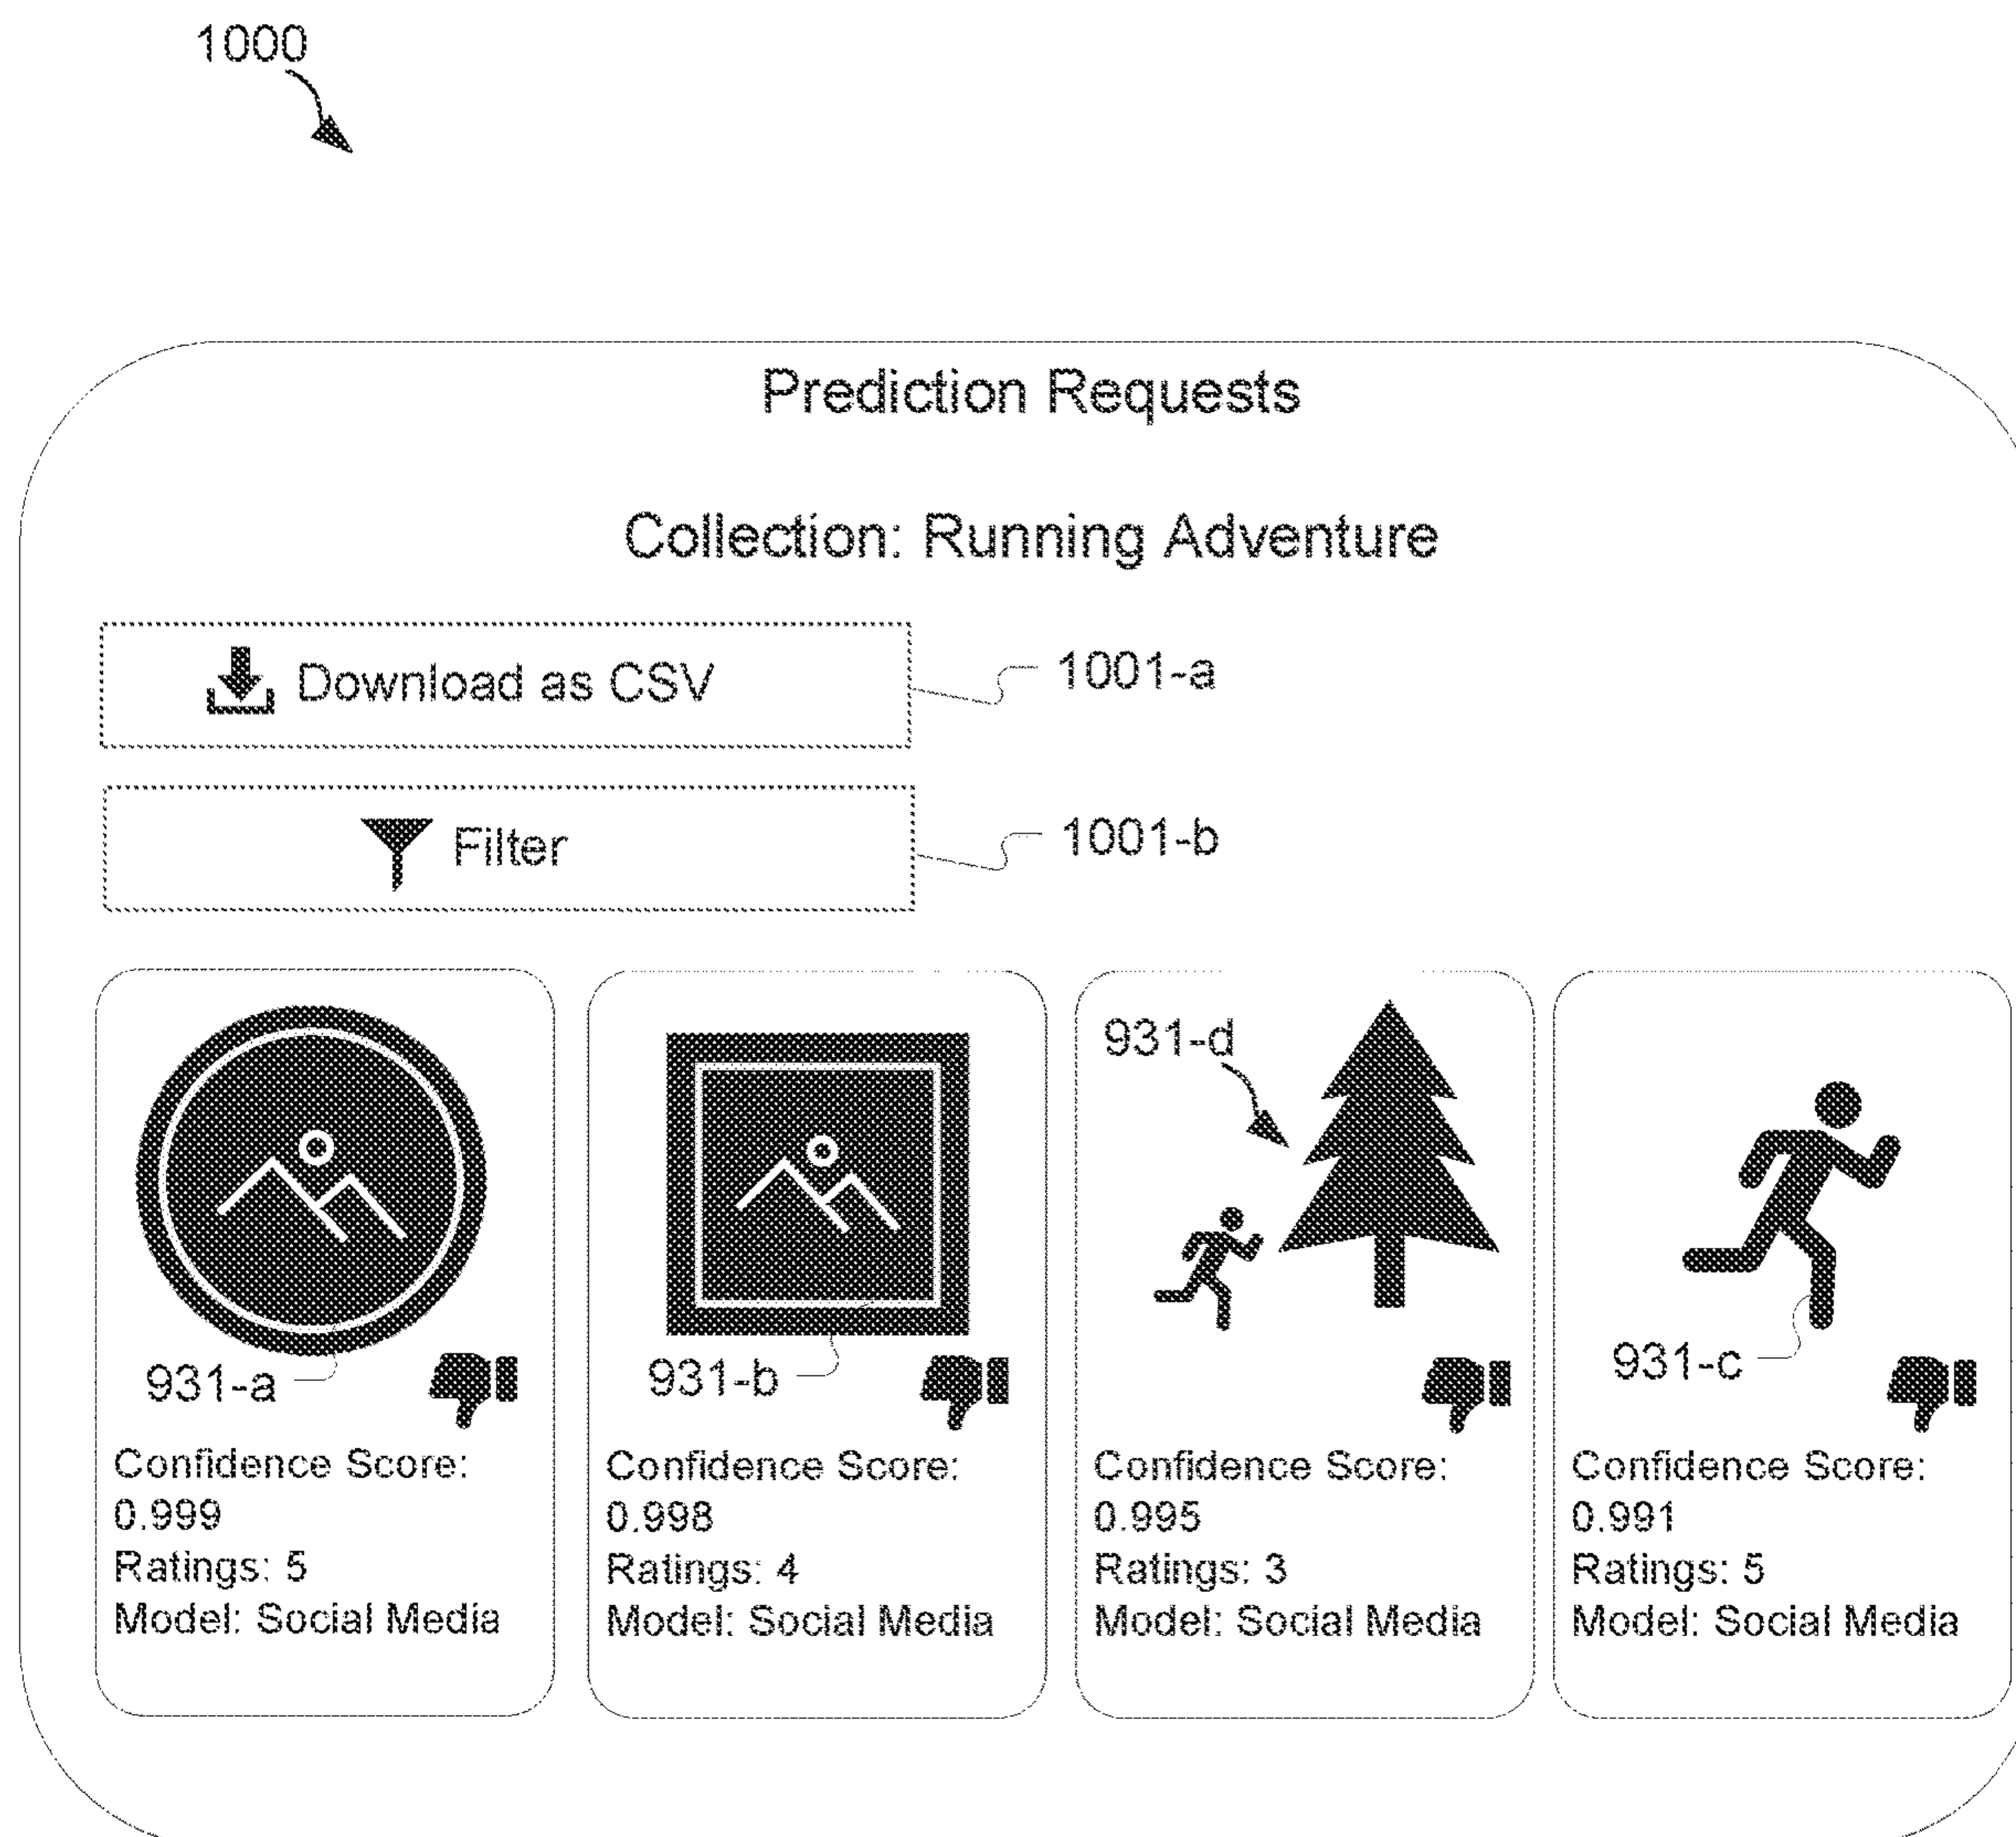 1000
Prediction Requests
Collection: Running Adventure
Download as CSV
1001-a
Filter
1001-b
931-a
Confidence Score:
0.999
Ratings: 5
Model: Social Media
931-b
Confidence Score:
0.998
Ratings: 4
Model: Social Media
931-d
Confidence Score:
0.995
Ratings: 3
Model: Social Media
931-c
Confidence Score:
0.991
Ratings: 5
Model: Social Media